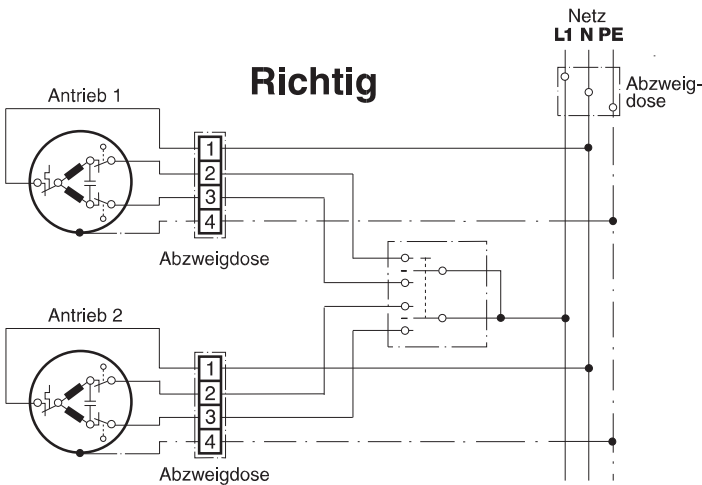 Netz
L1 N PE
Richtig
Abzweig-
dose
Antrieb 1
1
2
3
4
Abzweigdose
Antrieb 2
1
2
3
4
Abzweigdose